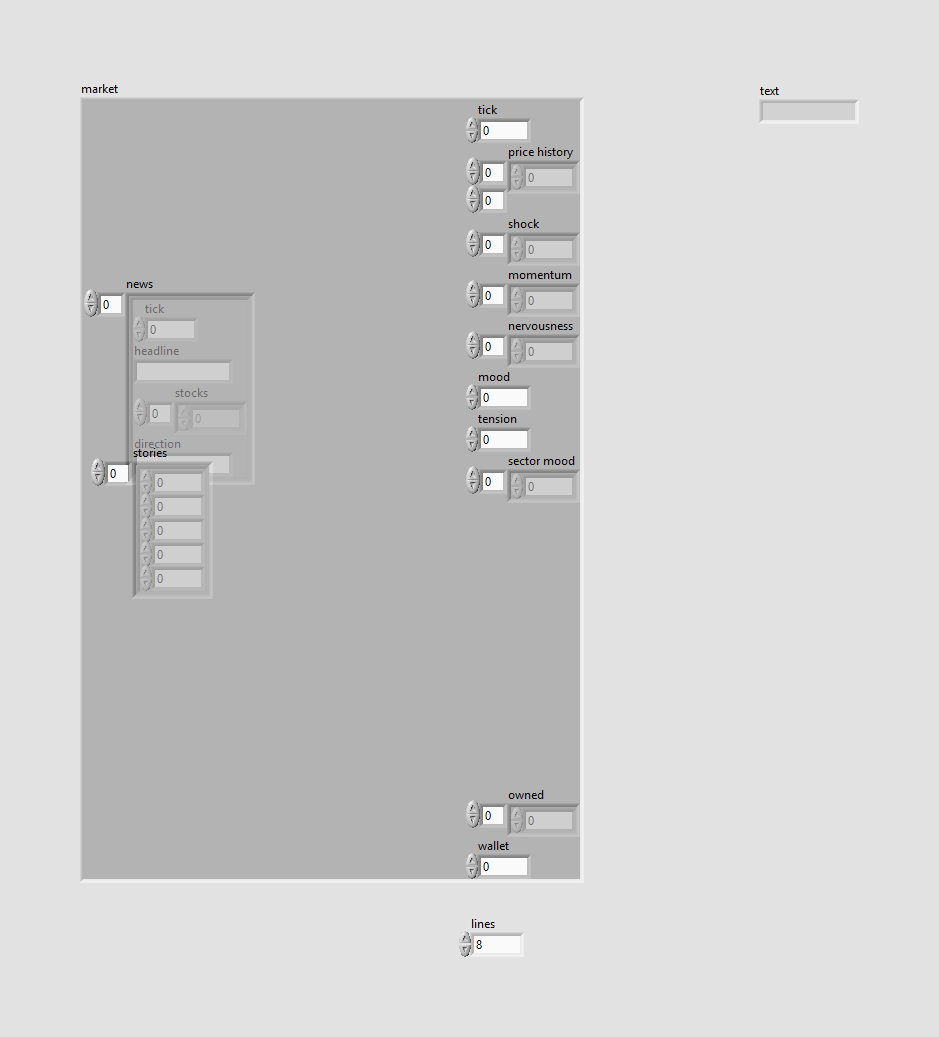 market
text
tick
0
price history
0 0
0
shock
0 0
momentum
0 0
nervousness
0 0
mood
0
tension
0
sector mood
0 0
news
0
tick
0
headline
stocks
0 0
direction
stories
0
0
0
0
0
0
owned
0 0
wallet
0
lines
8